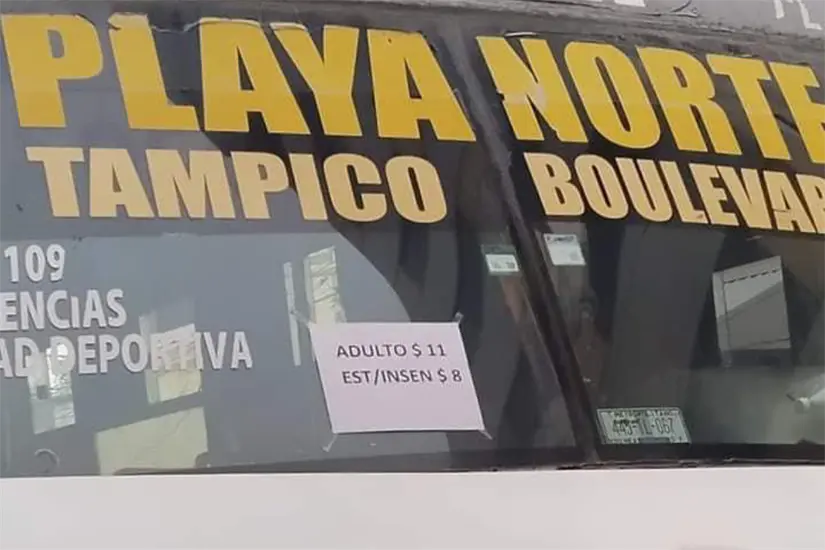 PLAYA NORTE
TAMPICO BOULEVAR
109
ENCIAS
AD DEPORTIVA
ADULTO $ 11
EST/INSEN $ 8